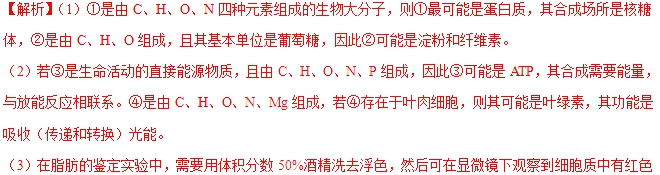 【解析】（1）①是由 C、H、O、N 四种元素组成的生物大分子，则①最可能是蛋白质，其合成场所是核糖
体，②是由 C、H、O 组成，且其基本单位是葡萄糖，因此②可能是淀粉和纤维素。
（2）若③是生命活动的直接能源物质，且由 C、H、O、N、P 组成，因此③可能是 ATP，其合成需要能量，
与放能反应相联系。④是由 C、H、O、N、Mg 组成，若④存在于叶肉细胞，则其可能是叶绿素，其功能是
吸收（传递和转换）光能。
（3）在脂肪的鉴定实验中，需要用体积分数 50%酒精洗去浮色，然后可在显微镜下观察到细胞质中有红色